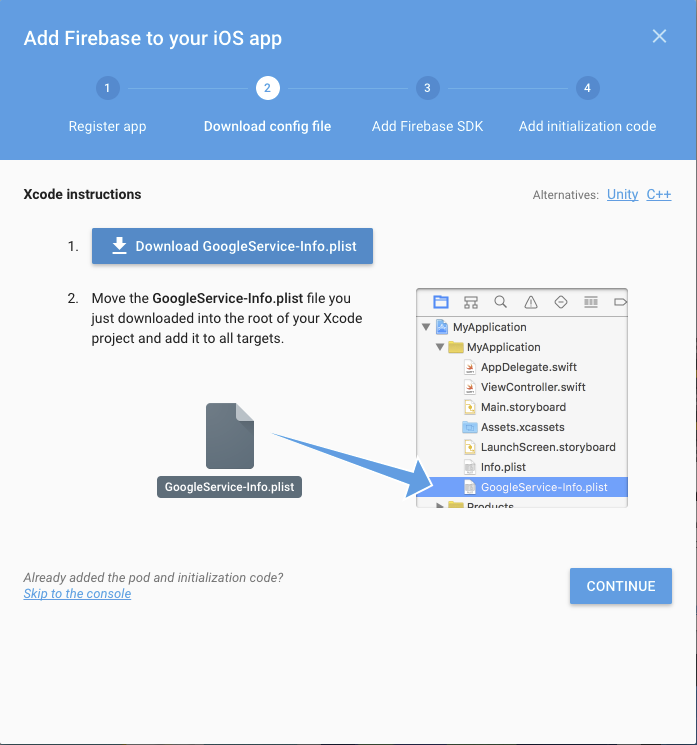 Add Firebase to your iOS app
1
2
3
4
Register app
Download config file
Add Firebase SDK
Add initialization code
Xcode instructions
Alternatives: Unity C++
1. Download GoogleService-Info.plist
2. Move the GoogleService-Info.plist file you
just downloaded into the root of your Xcode
project and add it to all targets.
GoogleService-Info.plist
MyApplication
MyApplication
AppDelegate.swift
ViewController.swift
Main.storyboard
Assets.xcassets
LaunchScreen.storyboard
Info.plist
GoogleService-Info.plist
Products
Already added the pod and initialization code?
Skip to the console
CONTINUE